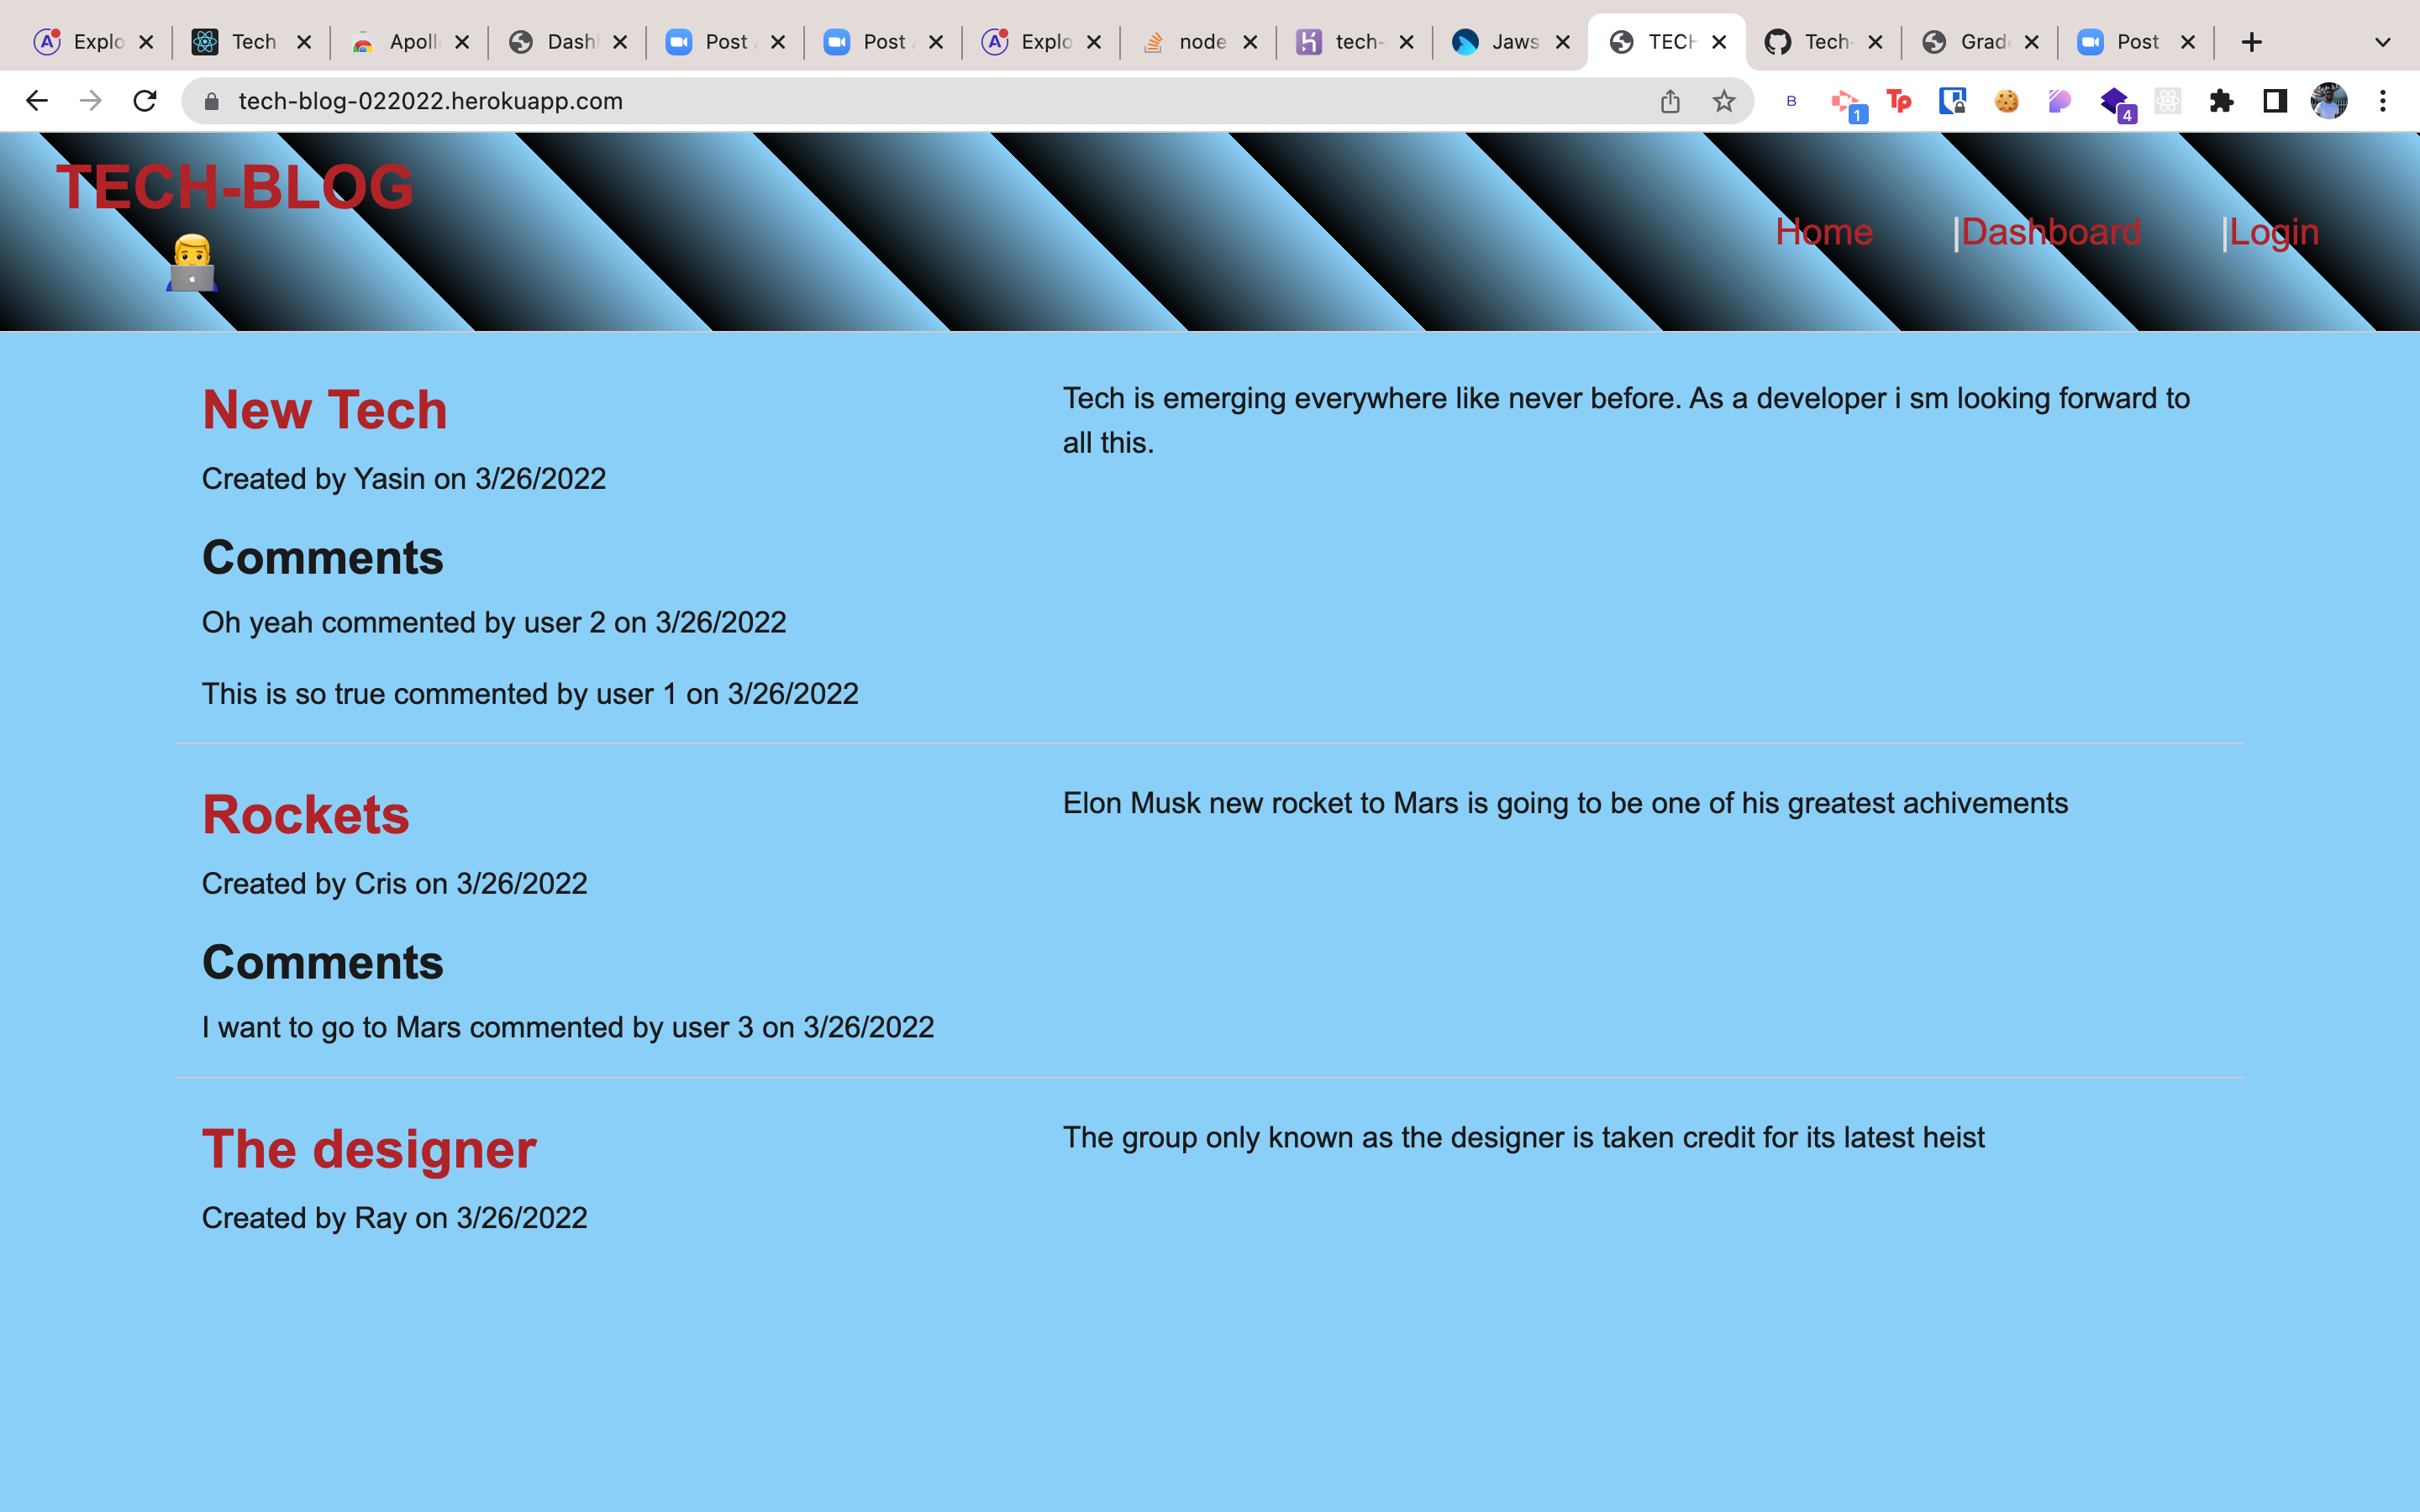 Explo Tech Apoll Dash Post Post Explo node tech- Jaws TECH Tech- Grad Post
tech-blog-022022.herokuapp.com
B 1 Tp 4
TECH-BLOG
Home |Dashboard |Login
New Tech
Tech is emerging everywhere like never before. As a developer i sm looking forward to
all this.
Created by Yasin on 3/26/2022
Comments
Oh yeah commented by user 2 on 3/26/2022
This is so true commented by user 1 on 3/26/2022
Rockets
Elon Musk new rocket to Mars is going to be one of his greatest achivements
Created by Cris on 3/26/2022
Comments
I want to go to Mars commented by user 3 on 3/26/2022
The designer
The group only known as the designer is taken credit for its latest heist
Created by Ray on 3/26/2022